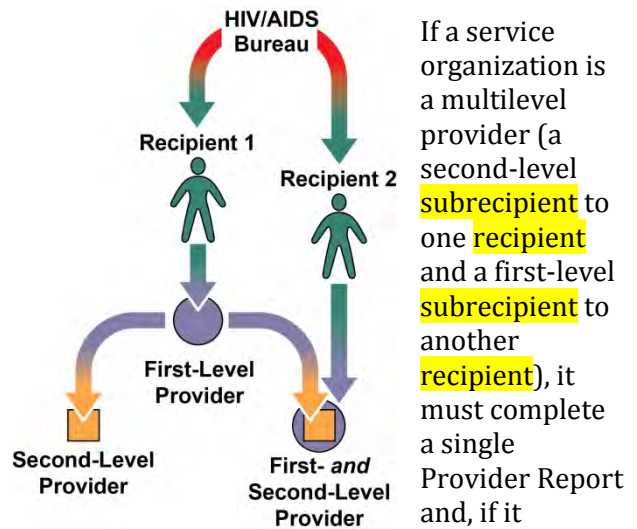 HIV/AIDS
Bureau
Recipient 1
Recipient 2
First-Level
Provider
Second-Level
Provider
First- and
Second-Level
Provider
If a service
organization is
a multilevel
provider (a
second-level
subrecipient to
one recipient
and a first-level
subrecipient to
another
recipient), it
must complete
a single
Provider Report
and, if it